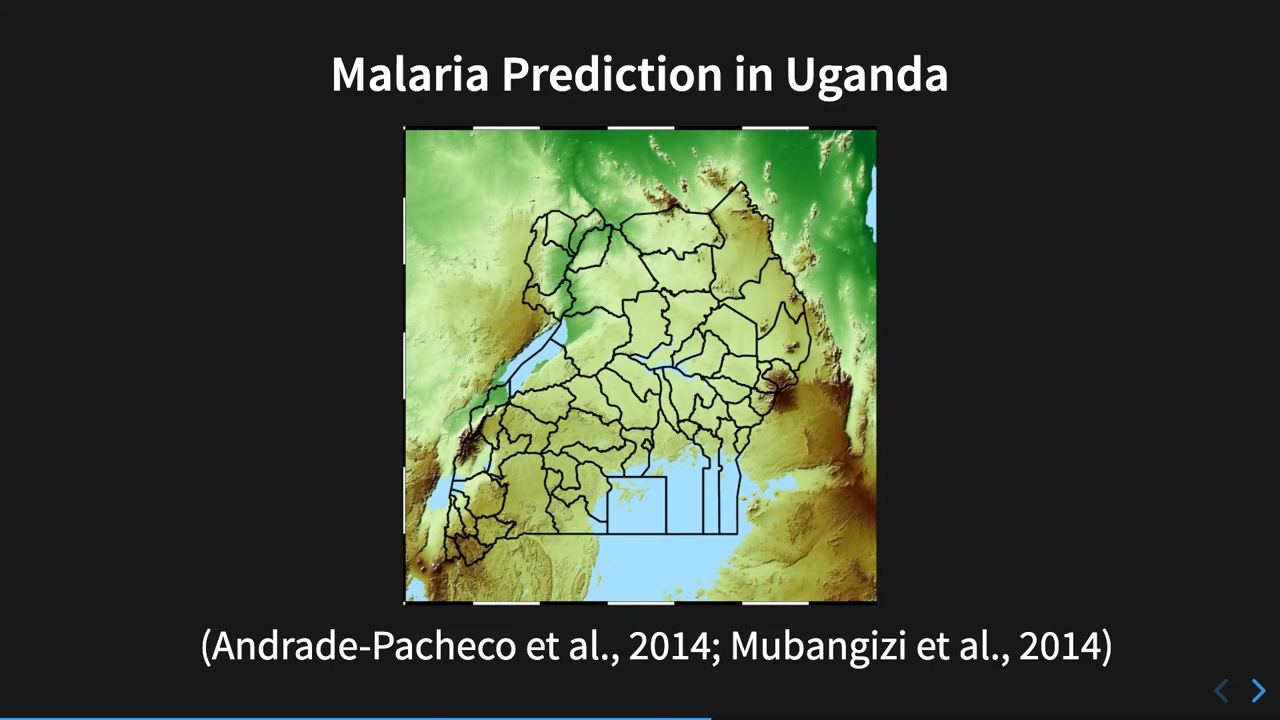 Malaria Prediction in Uganda
(Andrade-Pacheco et al., 2014; Mubangizi et al., 2014)